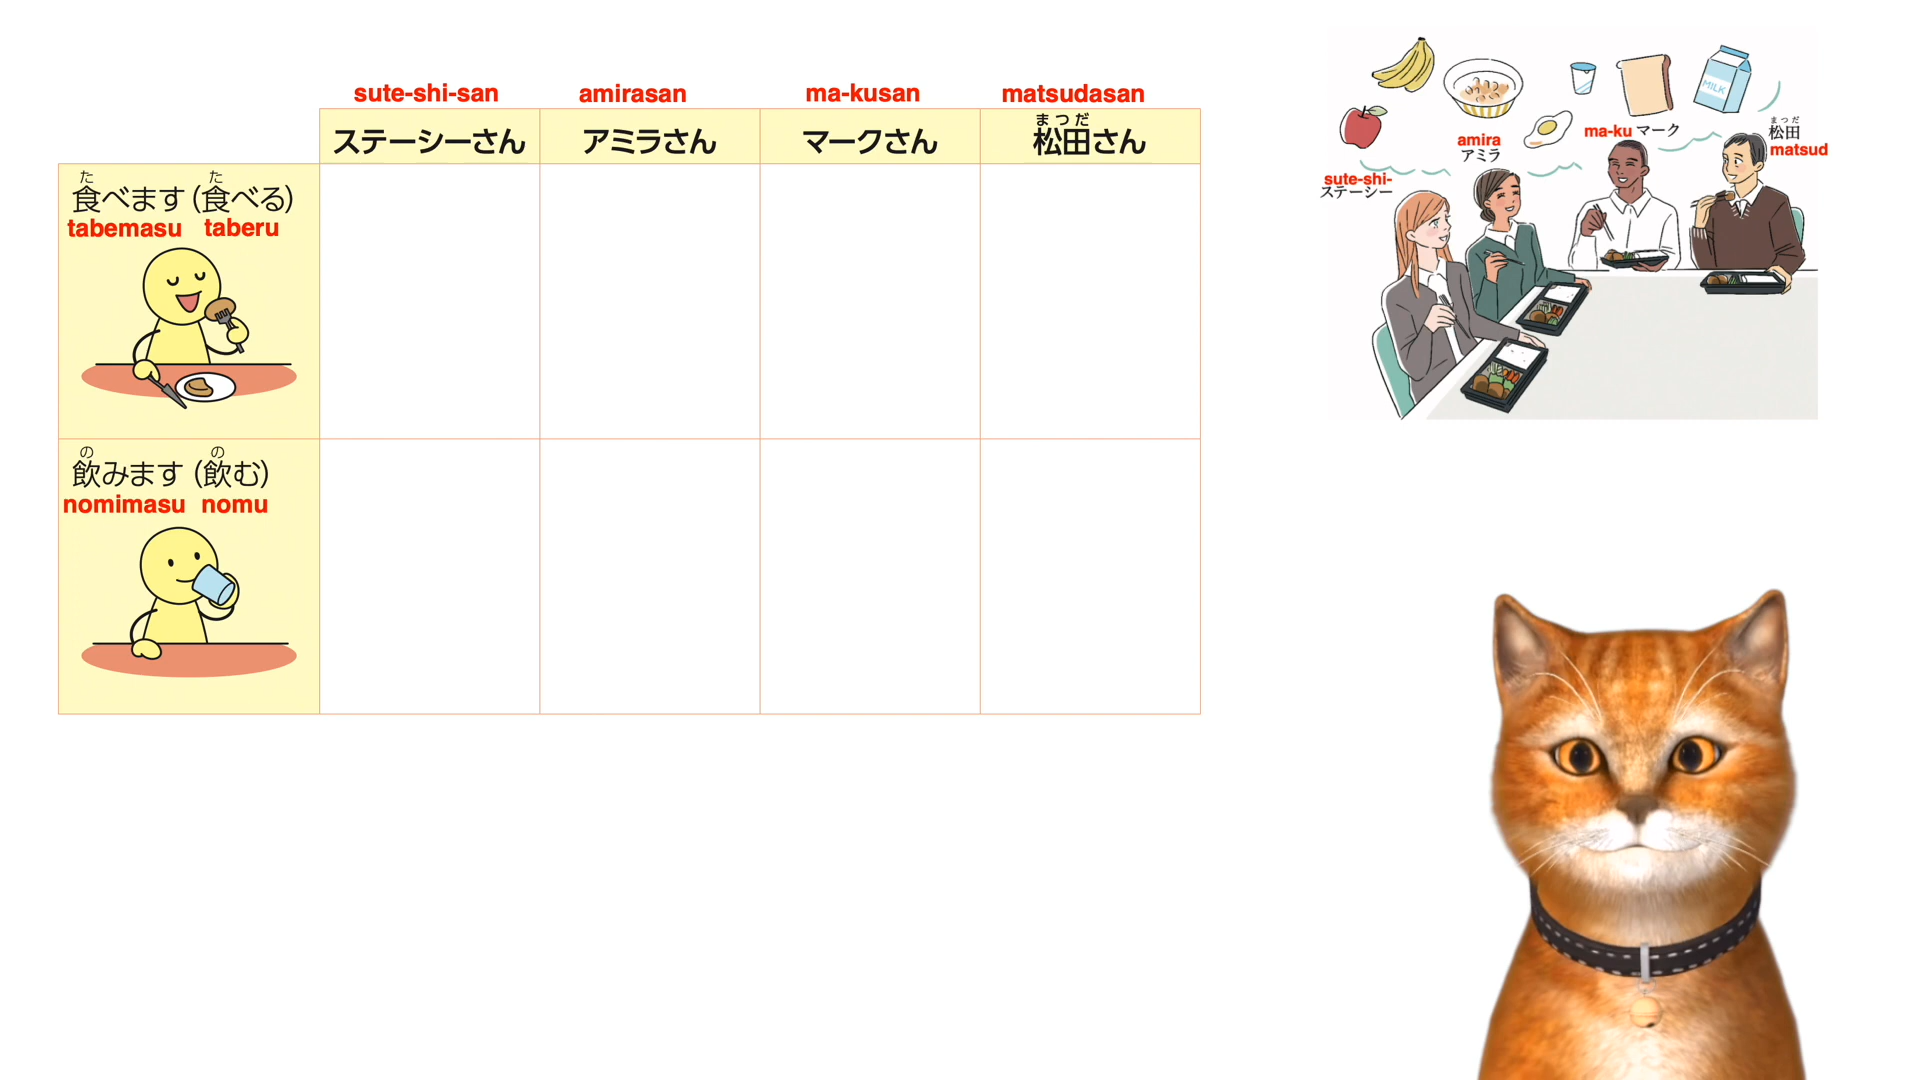 sute-shi-san
amirasan
ma-kusan
matsudasan
ステーシーさん
アミラさん
マークさん
まつだ
松田さん
た た
食べます (食べる)
tabemasu taberu
の の
飲みます (飲む)
nomimasu nomu
MILK
amira
アミラ
ma-ku マーク
まつだ
松田
matsud
sute-shi-
ステーシー